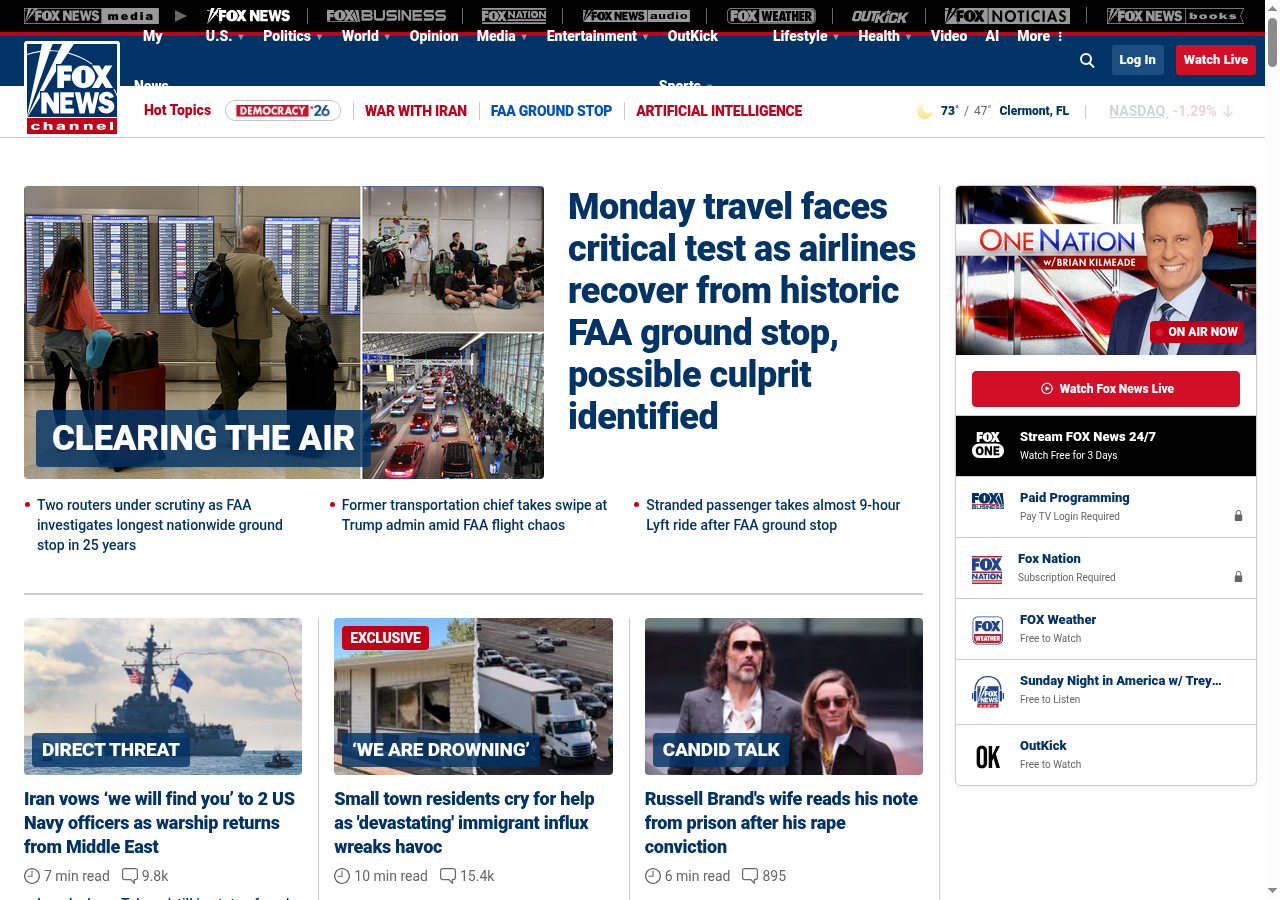 FOX NEWS media
FOX NEWS
FOX BUSINESS
FOX NATION
FOX NEWS audio
FOX WEATHER
OUTKICK
FOX NOTICIAS
FOX NEWS books
My
News
U.S.
Politics
World
Opinion
Media
Entertainment
OutKick
Sports
Lifestyle
Health
Video
AI
More
Log In
Watch Live
FOX
NEWS
channel
Hot Topics
DEMOCRACY '26
WAR WITH IRAN
FAA GROUND STOP
ARTIFICIAL INTELLIGENCE
73° / 47° Clermont, FL
NASDAQ -1.29%
CLEARING THE AIR
Monday travel faces
critical test as airlines
recover from historic
FAA ground stop,
possible culprit
identified
Two routers under scrutiny as FAA
investigates longest nationwide ground
stop in 25 years
Former transportation chief takes swipe at
Trump admin amid FAA flight chaos
Stranded passenger takes almost 9-hour
Lyft ride after FAA ground stop
DIRECT THREAT
Iran vows ‘we will find you’ to 2 US
Navy officers as warship returns
from Middle East
7 min read 9.8k
EXCLUSIVE
‘WE ARE DROWNING’
Small town residents cry for help
as 'devastating' immigrant influx
wreaks havoc
10 min read 15.4k
CANDID TALK
Russell Brand's wife reads his note
from prison after his rape
conviction
6 min read 895
ONE NATION
W/ BRIAN KILMEADE
ON AIR NOW
Watch Fox News Live
FOX
ONE
Stream FOX News 24/7
Watch Free for 3 Days
FOX
BUSINESS
Paid Programming
Pay TV Login Required
FOX
NATION
Fox Nation
Subscription Required
FOX
WEATHER
FOX Weather
Free to Watch
FOX
NEWS
audio
Sunday Night in America w/ Trey...
Free to Listen
OK
OutKick
Free to Watch